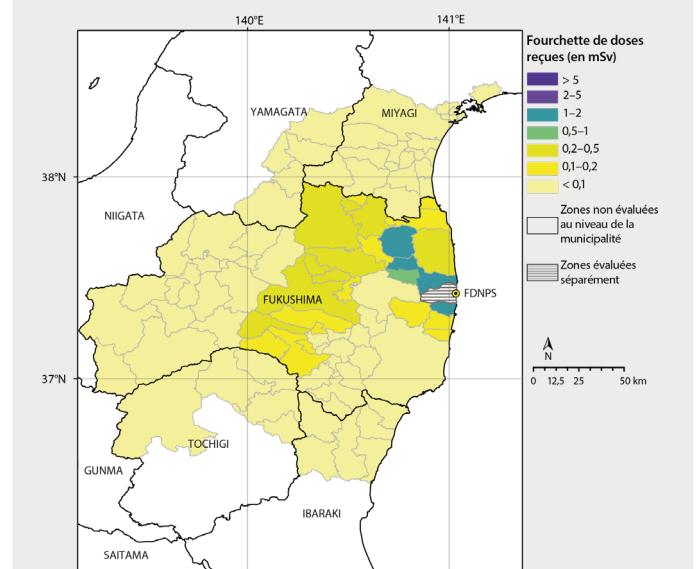 140°E
141°E
Fourchette de doses
reçues (en mSv)
> 5
2–5
1–2
0,5–1
0,2–0,5
0,1–0,2
< 0,1
Zones non évaluées
au niveau de la
municipalité
Zones évaluées
séparément
YAMAGATA
MIYAGI
38°N
NIIGATA
FUKUSHIMA
FDNPS
N
0 12,5 25 50 km
37°N
TOCHIGI
GUNMA
IBARAKI
SAITAMA